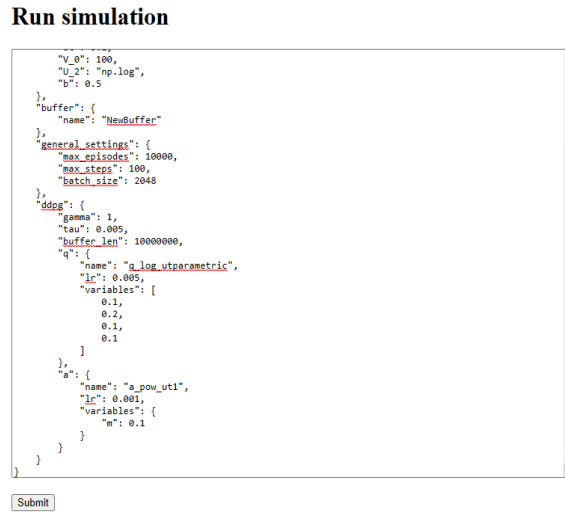 Run simulation
"V_0": 100,
"U_2": "np.log",
"b": 0.5
},
"buffer": {
"name": "NewBuffer"
},
"general_settings": {
"max_episodes": 10000,
"max_steps": 100,
"batch_size": 2048
},
"ddpg": {
"gamma": 1,
"tau": 0.005,
"buffer_len": 10000000,
"q": {
"name": "q_log_utparametric",
"lr": 0.005,
"variables": [
0.1,
0.2,
0.1,
0.1
]
},
"a": {
"name": "a_pow_ut1",
"lr": 0.001,
"variables": {
"m": 0.1
}
}
}
}
Submit